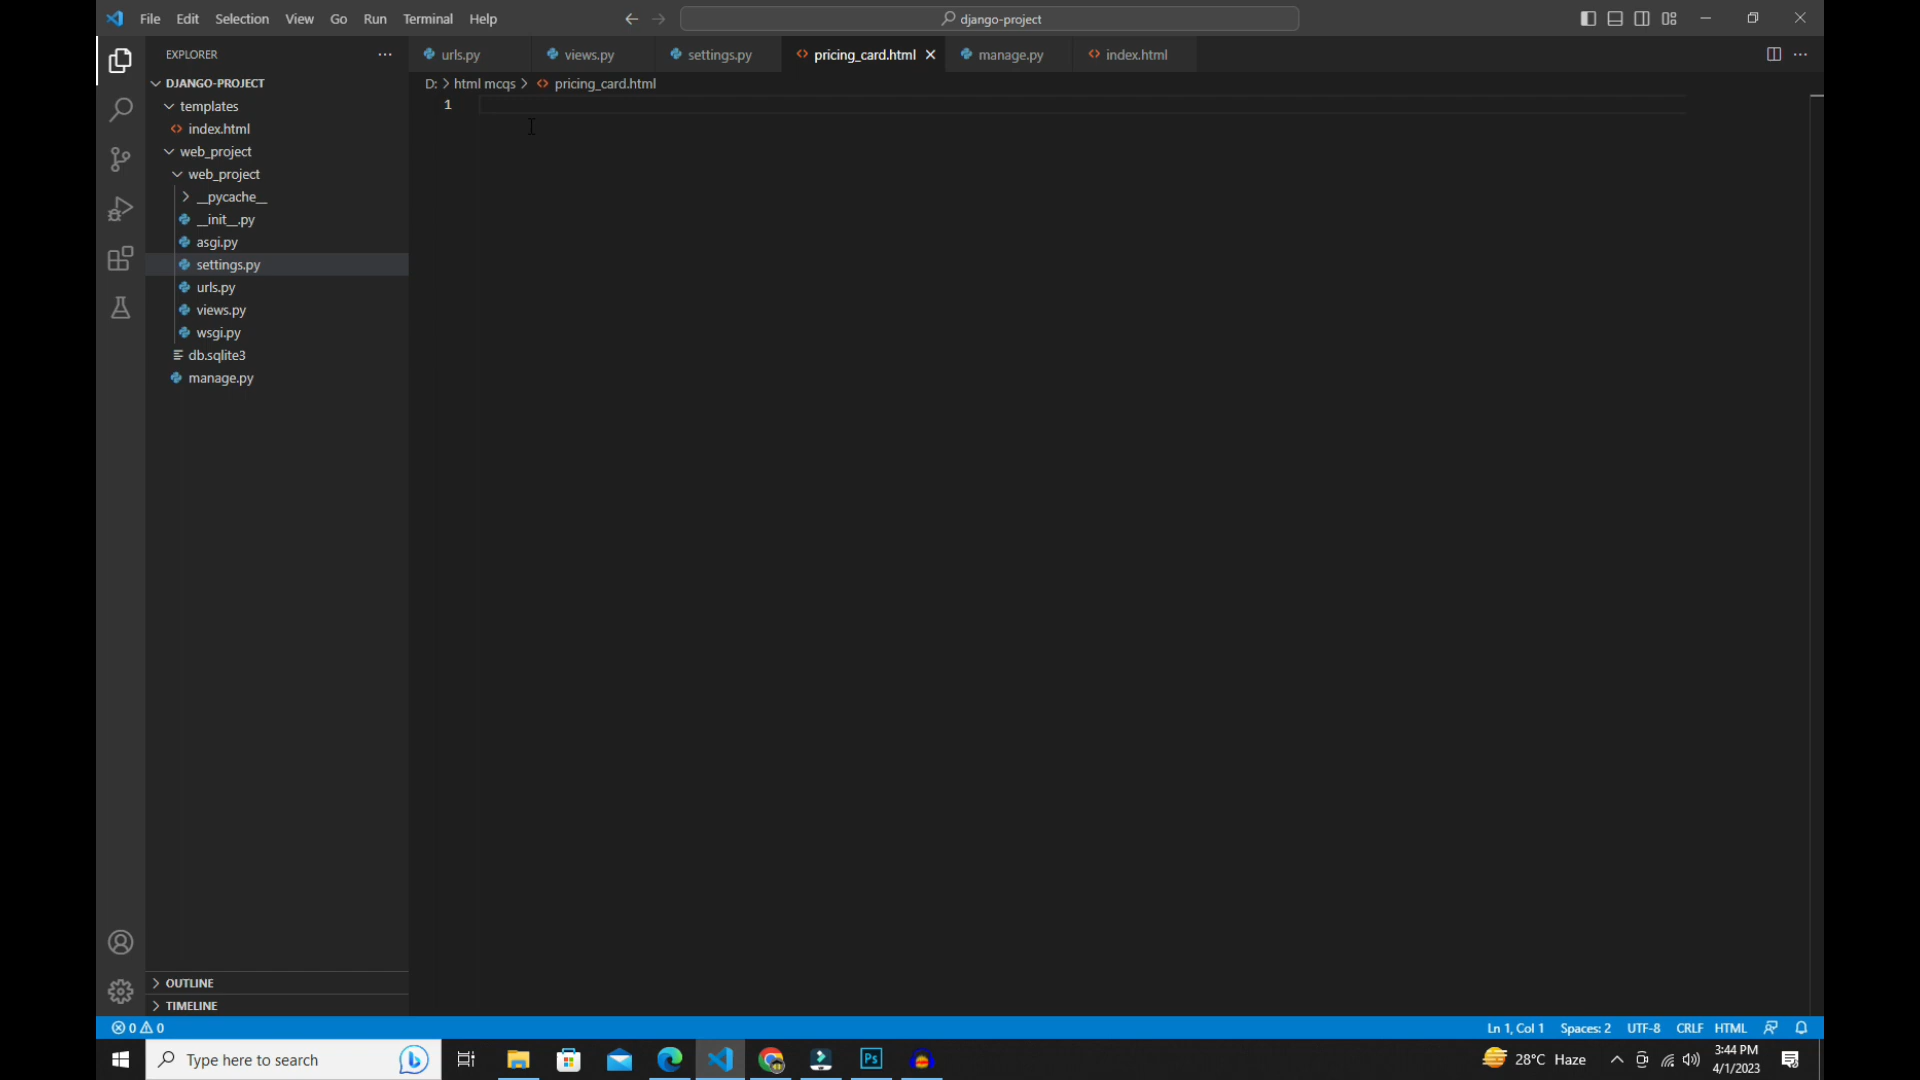 File Edit Selection View Go Run Terminal Help
django-project
EXPLORER
urls.py
views.py
settings.py
pricing_card.html
manage.py
index.html
DJANGO-PROJECT
D: > html mcqs > pricing_card.html
1
templates
index.html
web_project
web_project
__pycache__
__init__.py
asgi.py
settings.py
urls.py
views.py
wsgi.py
db.sqlite3
manage.py
OUTLINE
TIMELINE
0 0
Ln 1, Col 1 Spaces: 2 UTF-8 CRLF HTML
Type here to search
Ps
28°C Haze
3:44 PM
4/1/2023